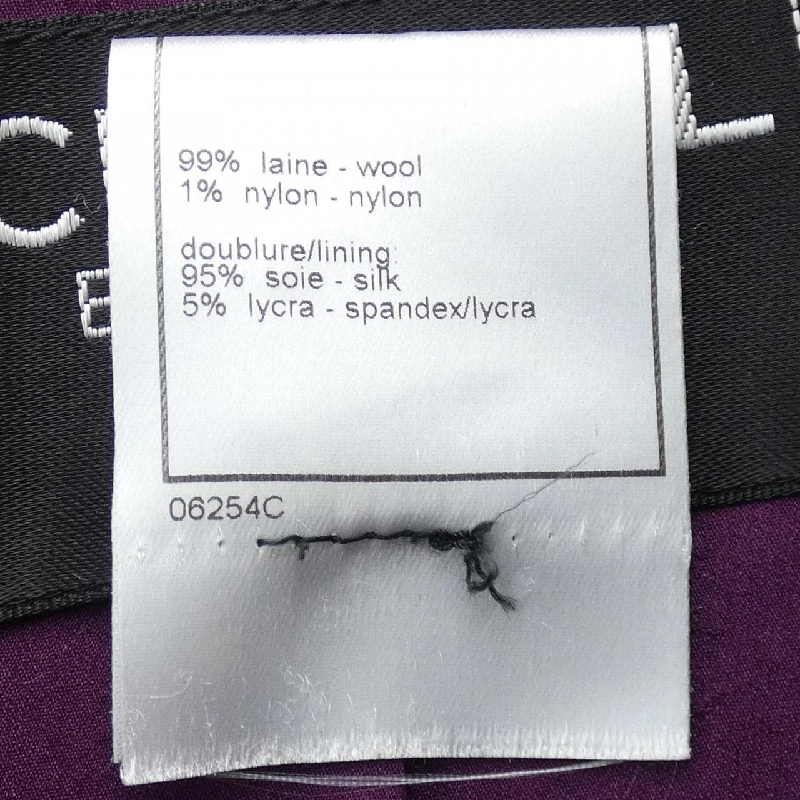 99% laine - wool
1% nylon - nylon
doublure/lining:
95% soie - silk
5% lycra - spandex/lycra
06254C